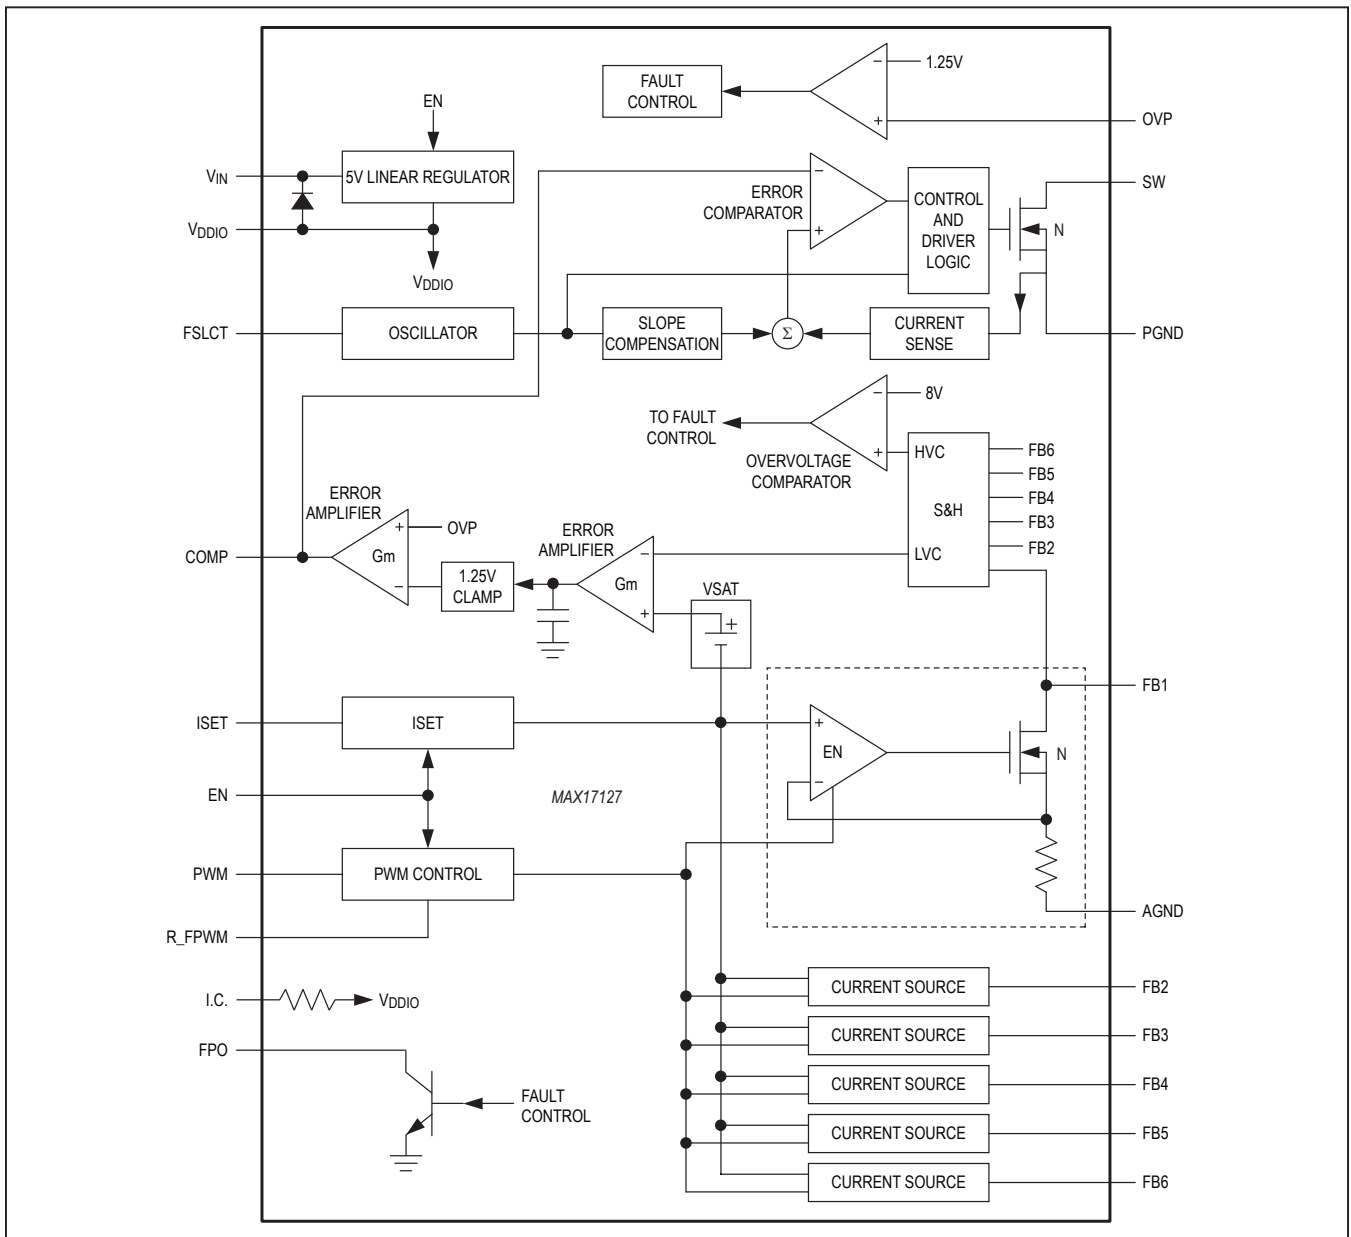 FAULT
CONTROL
−
1.25V
+
OVP
EN
VIN
5V LINEAR REGULATOR
VDDIO
VDDIO
ERROR
COMPARATOR
−
+
CONTROL
AND
DRIVER
LOGIC
SW
N
FSLCT
OSCILLATOR
SLOPE
COMPENSATION
Σ
CURRENT
SENSE
PGND
TO FAULT
CONTROL
−
8V
+
OVERVOLTAGE
COMPARATOR
HVC
S&H
LVC
FB6
FB5
FB4
FB3
FB2
ERROR
AMPLIFIER
+
OVP
COMP
Gm
−
1.25V
CLAMP
ERROR
AMPLIFIER
−
Gm
+
VSAT
+
−
FB1
ISET
ISET
+
EN
−
N
EN
MAX17127
PWM
PWM CONTROL
R_FPWM
AGND
I.C.
VDDIO
FPO
FAULT
CONTROL
CURRENT SOURCE
FB2
CURRENT SOURCE
FB3
CURRENT SOURCE
FB4
CURRENT SOURCE
FB5
CURRENT SOURCE
FB6